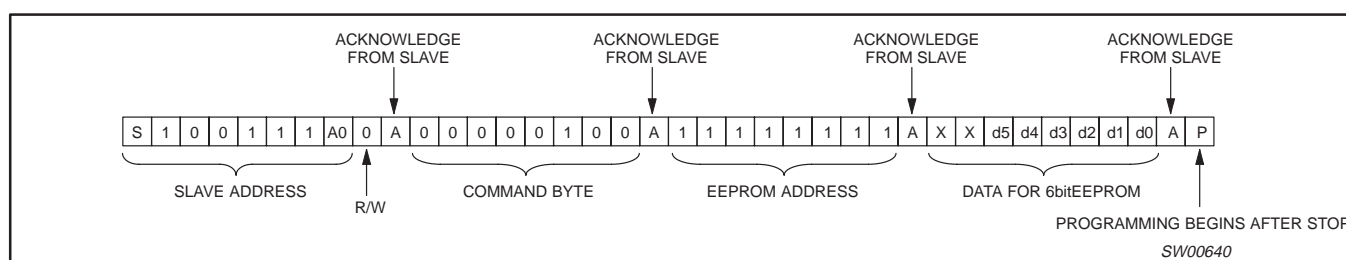 ACKNOWLEDGE
FROM SLAVE
ACKNOWLEDGE
FROM SLAVE
ACKNOWLEDGE
FROM SLAVE
ACKNOWLEDGE
FROM SLAVE
S 1 0 0 1 1 1 A0 0 A 0 0 0 0 0 1 0 0 A 1 1 1 1 1 1 1 1 A X X d5 d4 d3 d2 d1 d0 A P
SLAVE ADDRESS
R/W
COMMAND BYTE
EEPROM ADDRESS
DATA FOR 6bitEEPROM
PROGRAMMING BEGINS AFTER STOP
SW00640